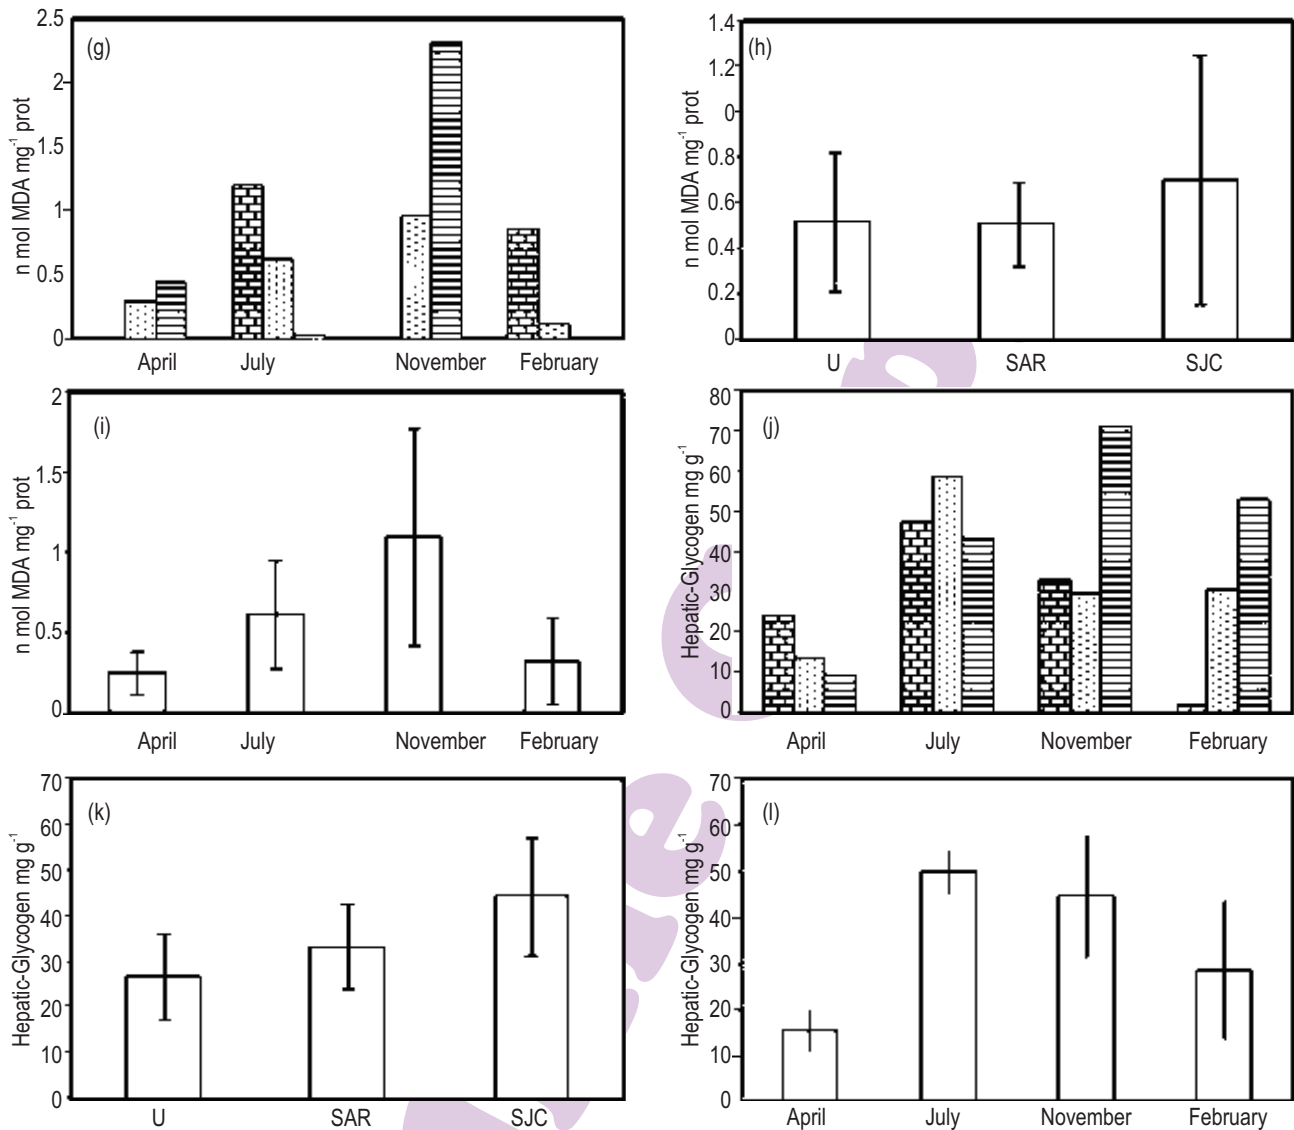 (g)
n mol MDA mg-1 prot
2.5
2
1.5
1
0.5
0
April July November February
(h)
n mol MDA mg-1 prot
1.4
1.2
0
0.8
0.6
0.4
0.2
0
U SAR SJC
(i)
n mol MDA mg-1 prot
2
1.5
1
0.5
0
April July November February
(j)
Hepatic-Glycogen mg g-1
80
70
60
50
40
30
20
10
0
April July November February
(k)
Hepatic-Glycogen mg g-1
70
60
50
40
30
20
10
0
U SAR SJC
(l)
Hepatic-Glycogen mg g-1
70
60
50
40
30
20
10
0
April July November February